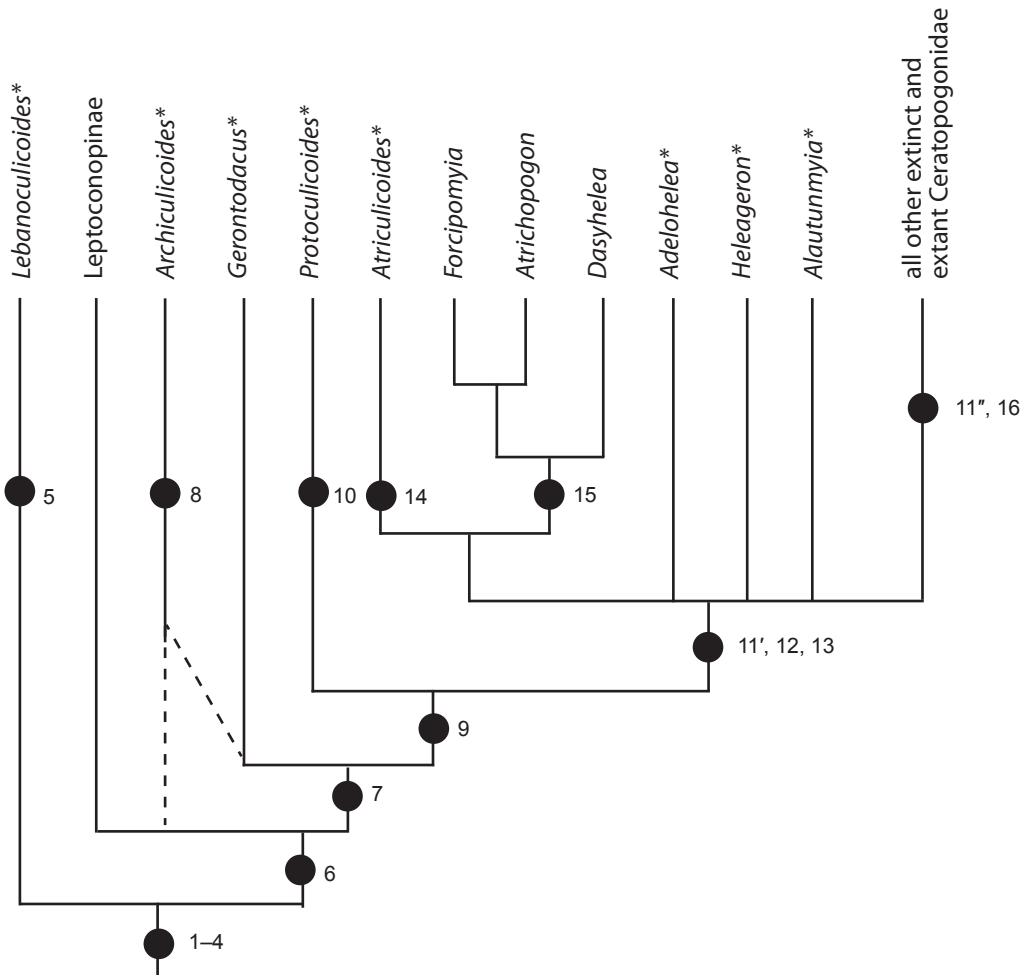 Lebanoculicoides*
Leptoconopinae
Archiculicoides*
Gerontodacus*
Protoculicoides*
Atriculicoides*
Forcipomyia
Atrichopogon
Dasyhelea
Adelohelea*
Heleageron*
Alautunmyia*
all other extinct and
extant Ceratopogonidae
11″, 16
5
8
10
14
15
11′, 12, 13
9
7
6
1–4